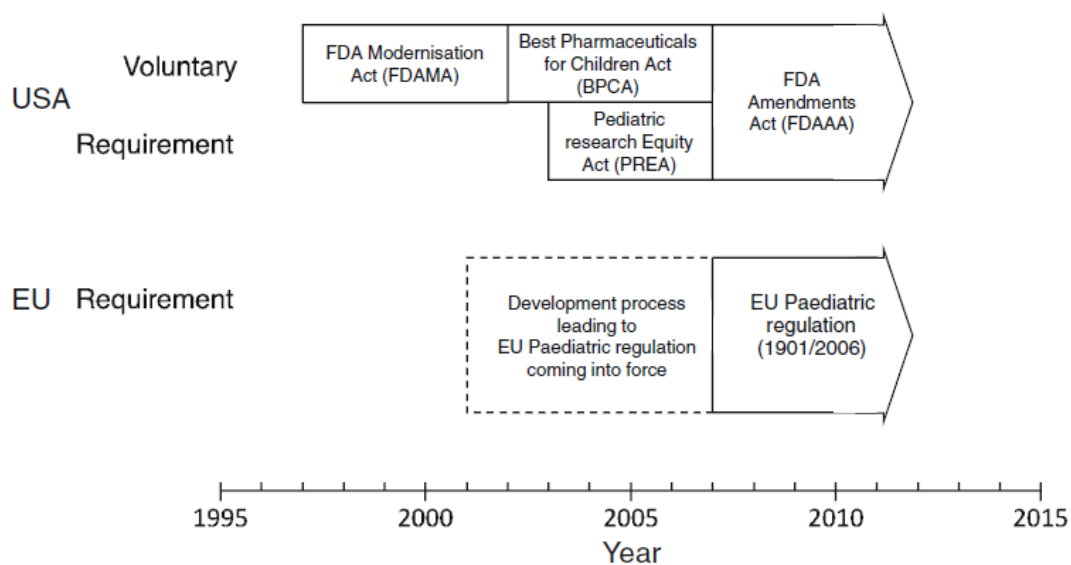 USA
Voluntary
FDA Modernisation
Act (FDAMA)
Best Pharmaceuticals
for Children Act
(BPCA)
FDA
Amendments
Act (FDAAA)
Requirement
Pediatric
research Equity
Act (PREA)
EU
Requirement
Development process
leading to
EU Paediatric regulation
coming into force
EU Paediatric
regulation
(1901/2006)
1995
2000
2005
2010
2015
Year